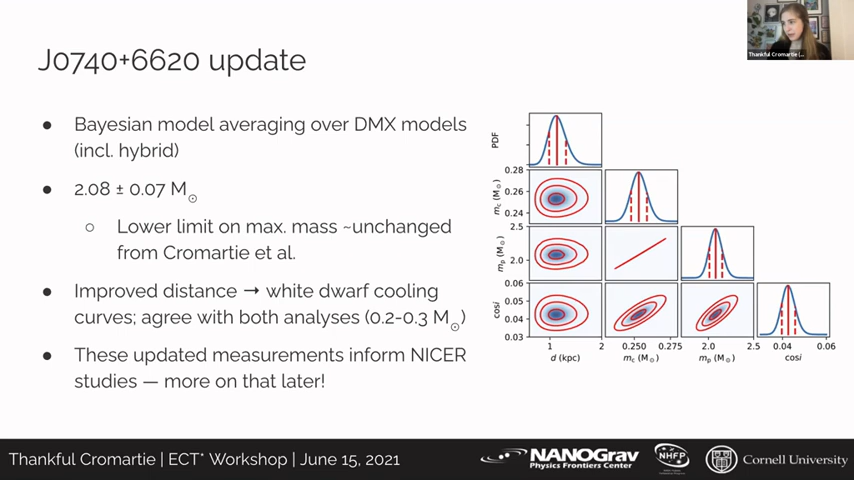 Thankful Cromartie (...
J0740+6620 update
● Bayesian model averaging over DMX models
(incl. hybrid)
● 2.08 ± 0.07 M☉
○ Lower limit on max. mass ~unchanged
from Cromartie et al.
● Improved distance → white dwarf cooling
curves; agree with both analyses (0.2-0.3 M☉)
● These updated measurements inform NICER
studies — more on that later!
PDF
0.28
0.26
0.24
m_c (M☉)
2.5
2.0
m_p (M☉)
0.06
0.05
0.04
0.03
cosi
1 2
d (kpc)
0.250 0.275
m_c (M☉)
2.0 2.5
m_p (M☉)
0.04 0.06
cosi
Thankful Cromartie | ECT* Workshop | June 15, 2021
NANOGrav
Physics Frontiers Center
NHFP
Cornell University